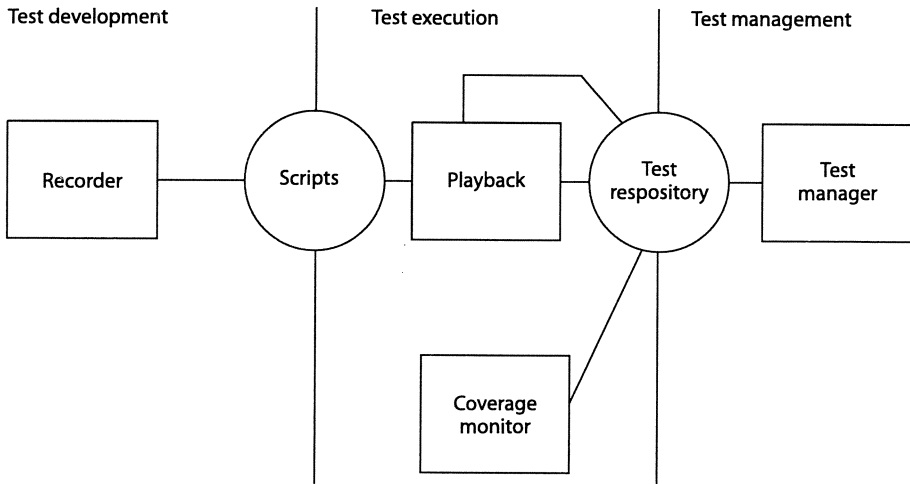 Test development
Test execution
Test management
Recorder
Scripts
Playback
Test
respository
Test
manager
Coverage
monitor